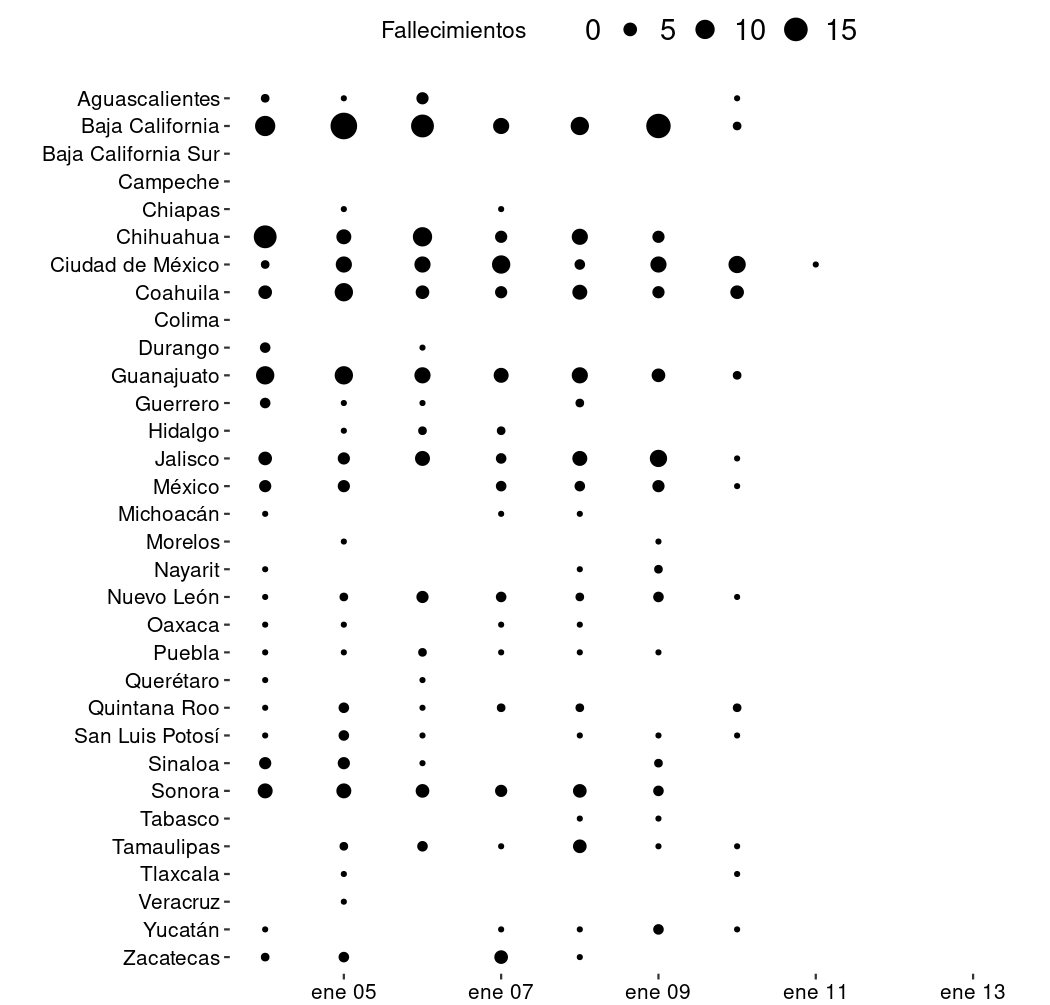 Fallecimientos 0 5 10 15
Aguascalientes
Baja California
Baja California Sur
Campeche
Chiapas
Chihuahua
Ciudad de México
Coahuila
Colima
Durango
Guanajuato
Guerrero
Hidalgo
Jalisco
México
Michoacán
Morelos
Nayarit
Nuevo León
Oaxaca
Puebla
Querétaro
Quintana Roo
San Luis Potosí
Sinaloa
Sonora
Tabasco
Tamaulipas
Tlaxcala
Veracruz
Yucatán
Zacatecas
ene 05 ene 07 ene 09 ene 11 ene 13